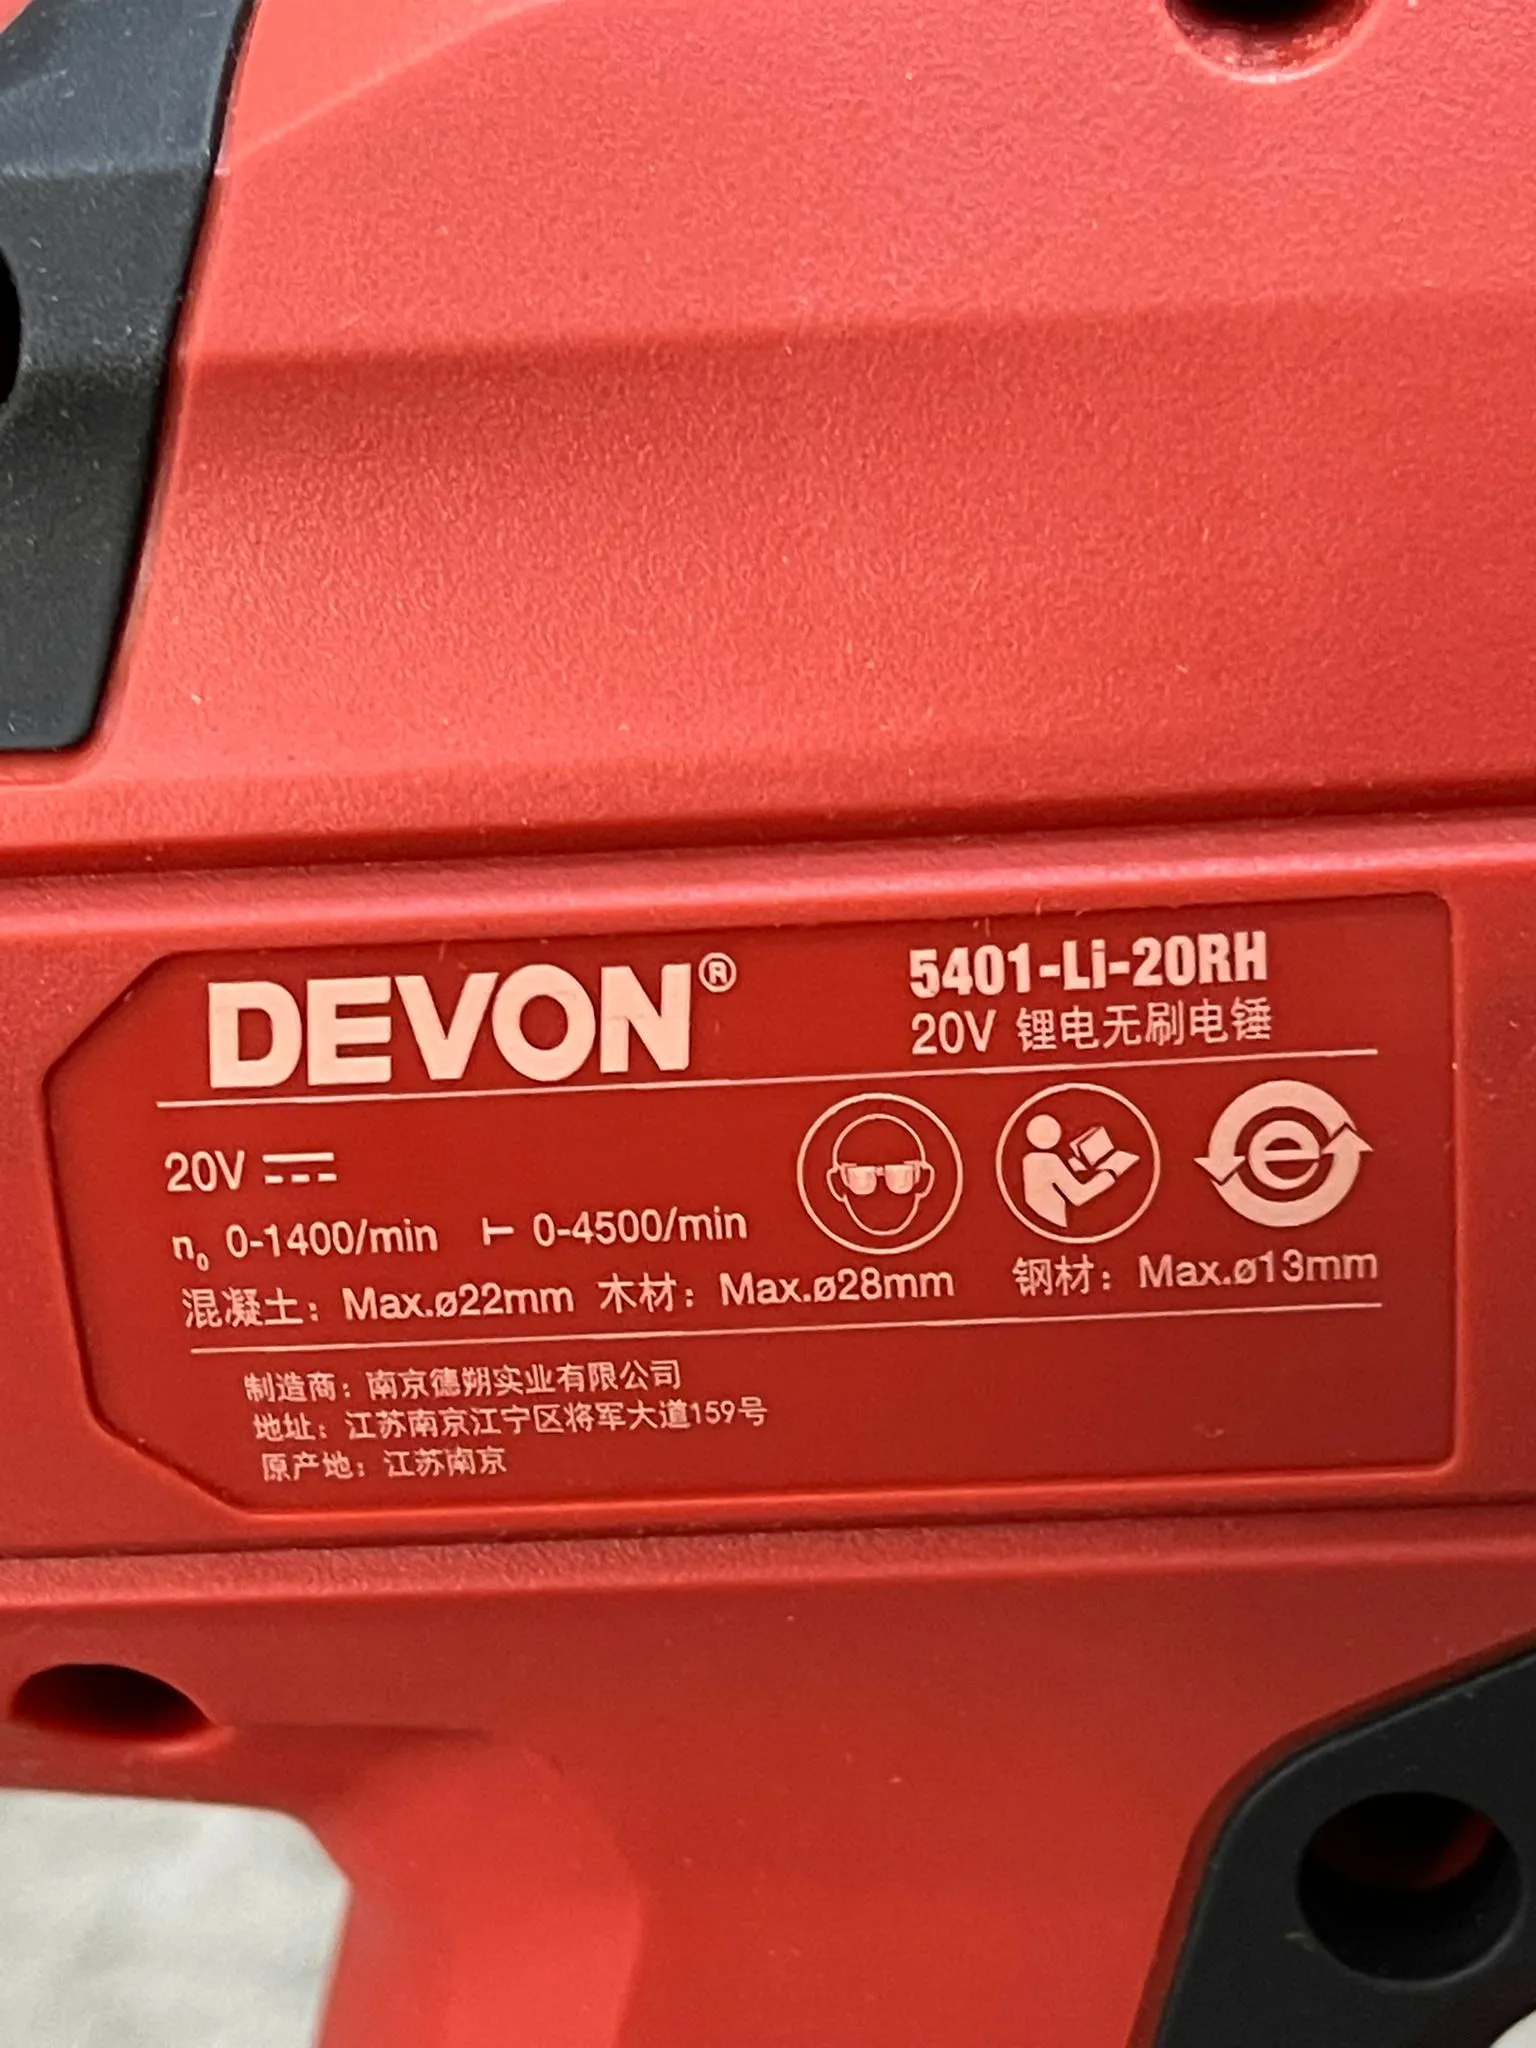 DEVON®
5401-Li-20RH
20V 锂电无刷电锤
20V ⎓
n₀ 0-1400/min ⊢ 0-4500/min
混凝土：Max.ø22mm 木材：Max.ø28mm 钢材：Max.ø13mm
制造商：南京德朔实业有限公司
地址：江苏南京江宁区将军大道159号
原产地：江苏南京